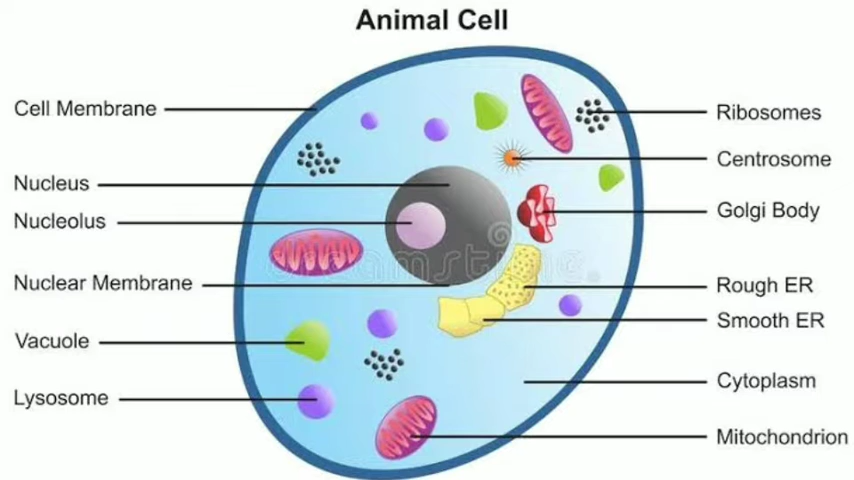 Animal Cell
Cell Membrane
Nucleus
Nucleolus
Nuclear Membrane
Vacuole
Lysosome
Ribosomes
Centrosome
Golgi Body
Rough ER
Smooth ER
Cytoplasm
Mitochondrion
dreamstime